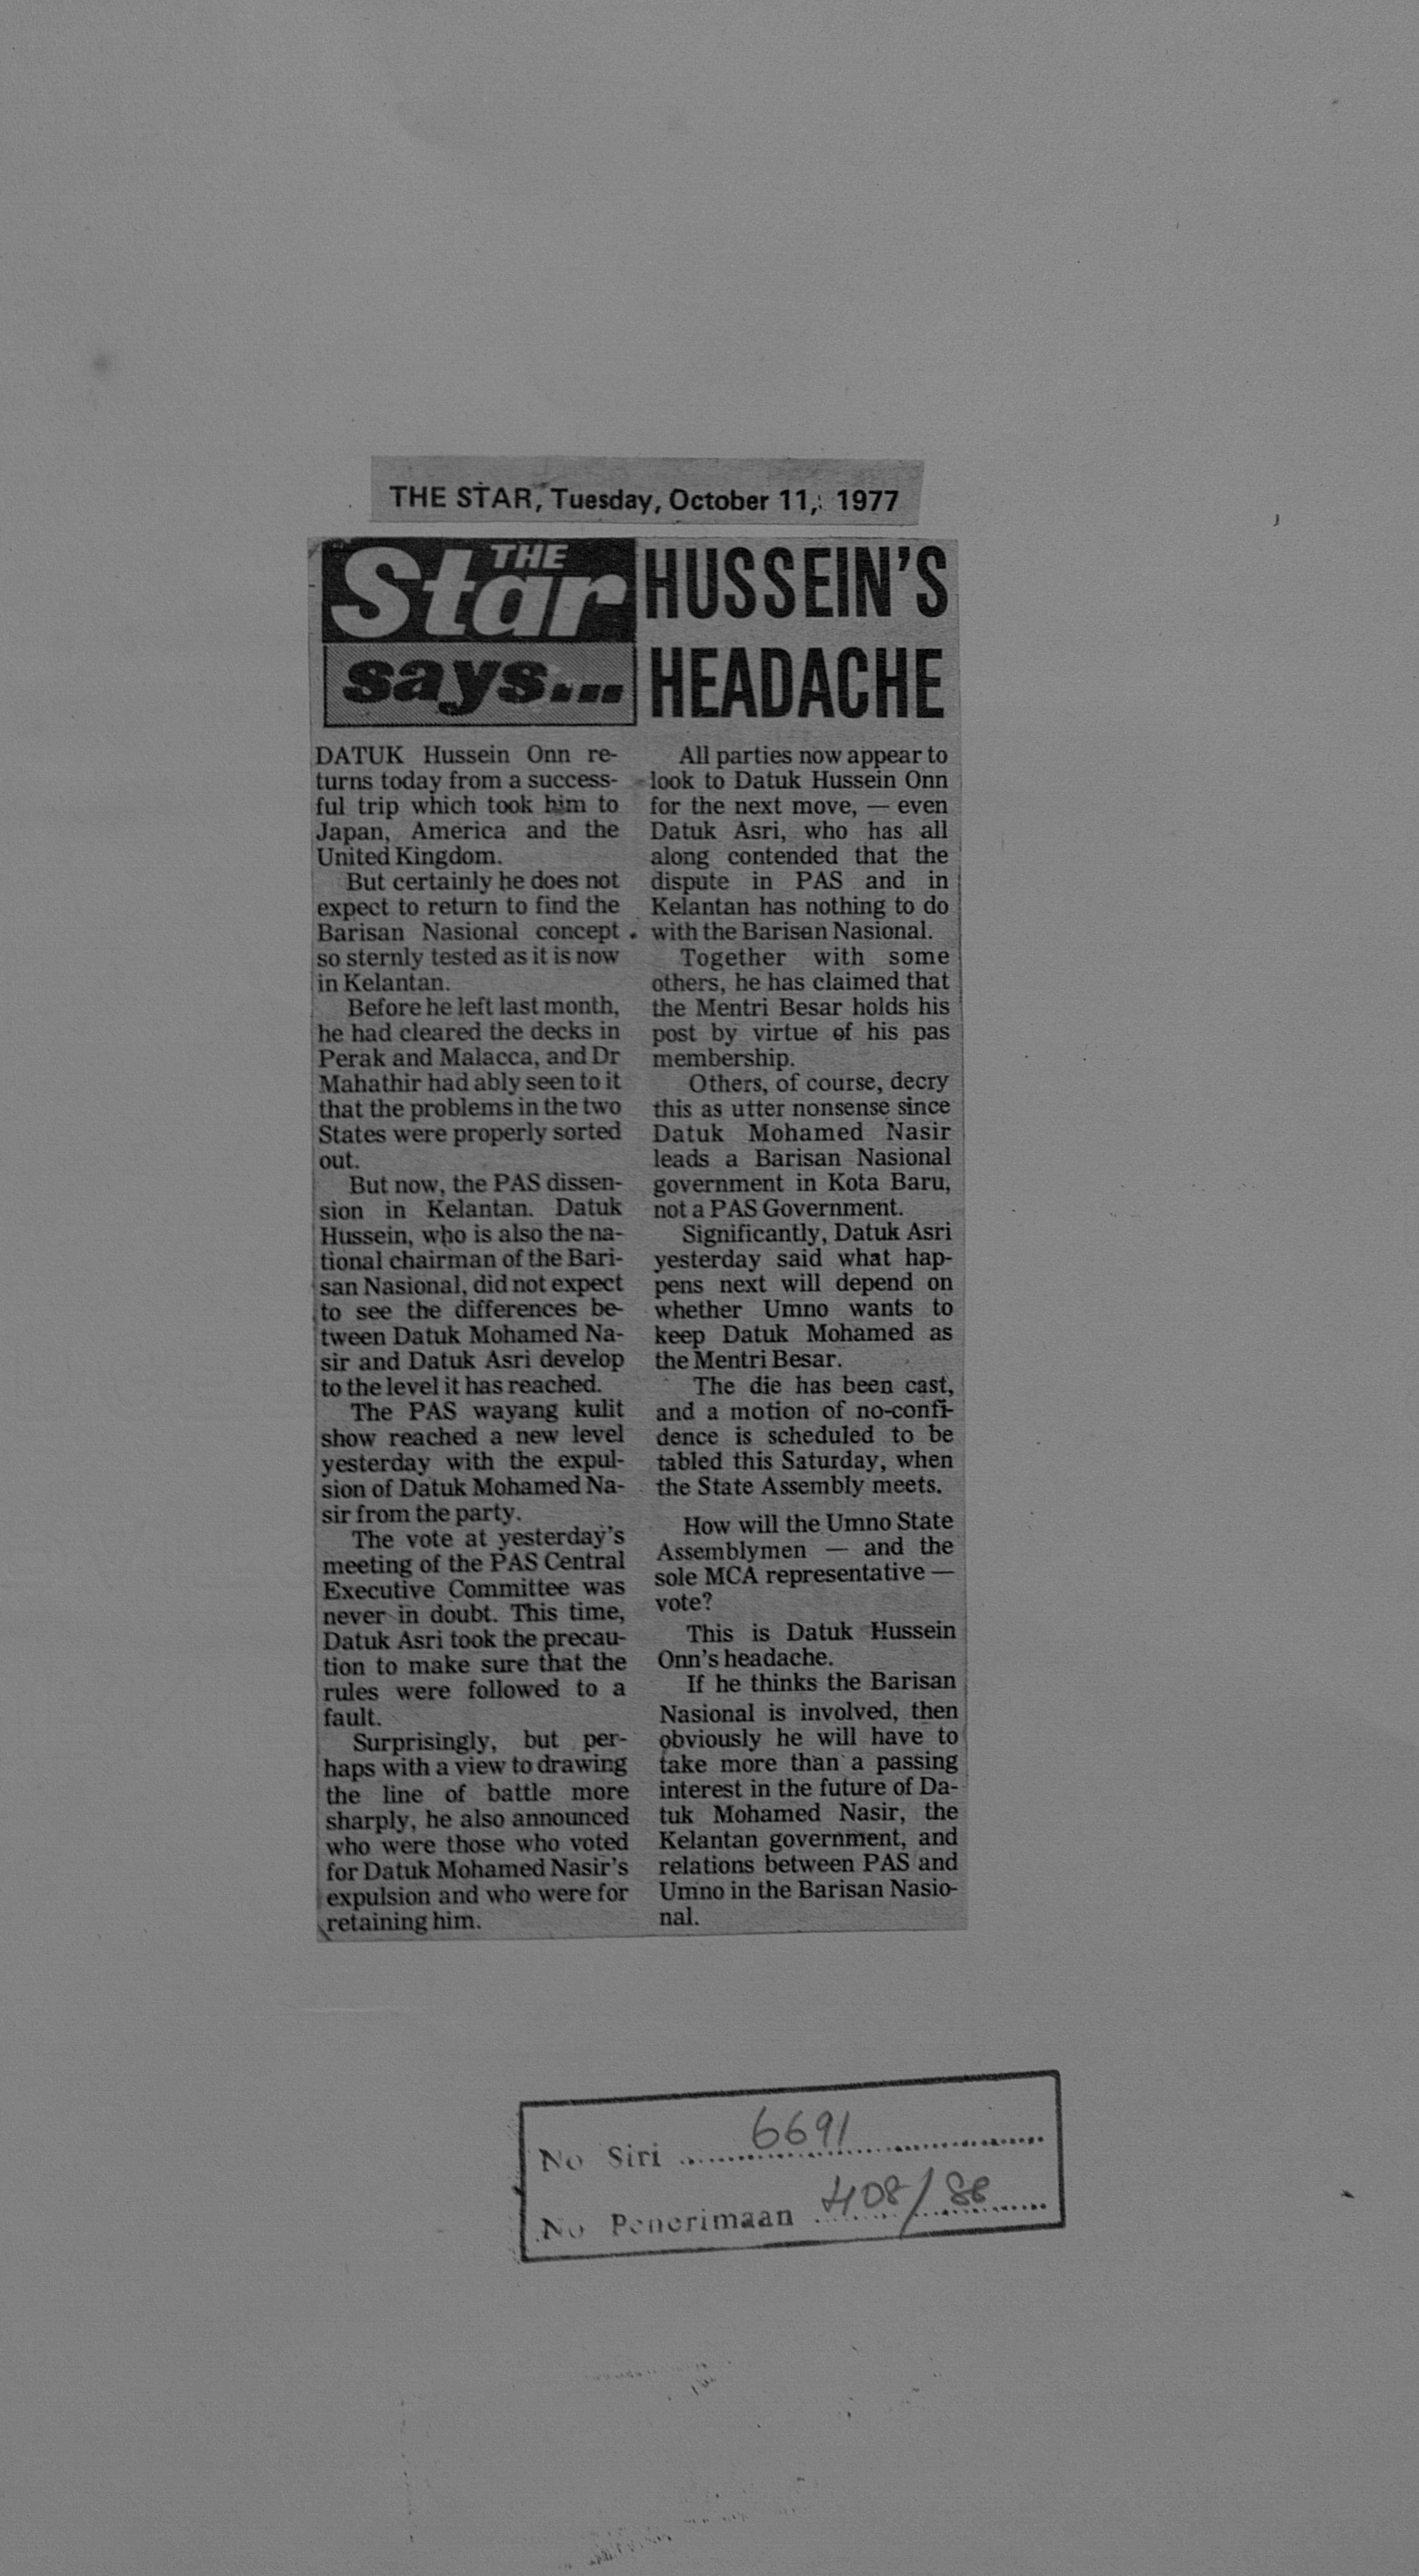 THE STAR, Tuesday, October 11, 1977
THE
Star
says...
HUSSEIN'S
HEADACHE
DATUK Hussein Onn re-
turns today from a success-
ful trip which took him to
Japan, America and the
United Kingdom.
But certainly he does not
expect to return to find the
Barisan Nasional concept
so sternly tested as it is now
in Kelantan.
Before he left last month,
he had cleared the decks in
Perak and Malacca, and Dr
Mahathir had ably seen to it
that the problems in the two
States were properly sorted
out.
But now, the PAS dissen-
sion in Kelantan. Datuk
Hussein, who is also the na-
tional chairman of the Bari-
san Nasional, did not expect
to see the differences be-
tween Datuk Mohamed Na-
sir and Datuk Asri develop
to the level it has reached.
The PAS wayang kulit
show reached a new level
yesterday with the expul-
sion of Datuk Mohamed Na-
sir from the party.
The vote at yesterday's
meeting of the PAS Central
Executive Committee was
never in doubt. This time,
Datuk Asri took the precau-
tion to make sure that the
rules were followed to a
fault.
Surprisingly, but per-
haps with a view to drawing
the line of battle more
sharply, he also announced
who were those who voted
for Datuk Mohamed Nasir's
expulsion and who were for
retaining him.
All parties now appear to
look to Datuk Hussein Onn
for the next move, — even
Datuk Asri, who has all
along contended that the
dispute in PAS and in
Kelantan has nothing to do
with the Barisan Nasional.
Together with some
others, he has claimed that
the Mentri Besar holds his
post by virtue of his pas
membership.
Others, of course, decry
this as utter nonsense since
Datuk Mohamed Nasir
leads a Barisan Nasional
government in Kota Baru,
not a PAS Government.
Significantly, Datuk Asri
yesterday said what hap-
pens next will depend on
whether Umno wants to
keep Datuk Mohamed as
the Mentri Besar.
The die has been cast,
and a motion of no-confi-
dence is scheduled to be
tabled this Saturday, when
the State Assembly meets.
How will the Umno State
Assemblymen — and the
sole MCA representative —
vote?
This is Datuk Hussein
Onn's headache.
If he thinks the Barisan
Nasional is involved, then
obviously he will have to
take more than a passing
interest in the future of Da-
tuk Mohamed Nasir, the
Kelantan government, and
relations between PAS and
Umno in the Barisan Nasio-
nal.
No Siri 6691
No Penerimaan 408/88